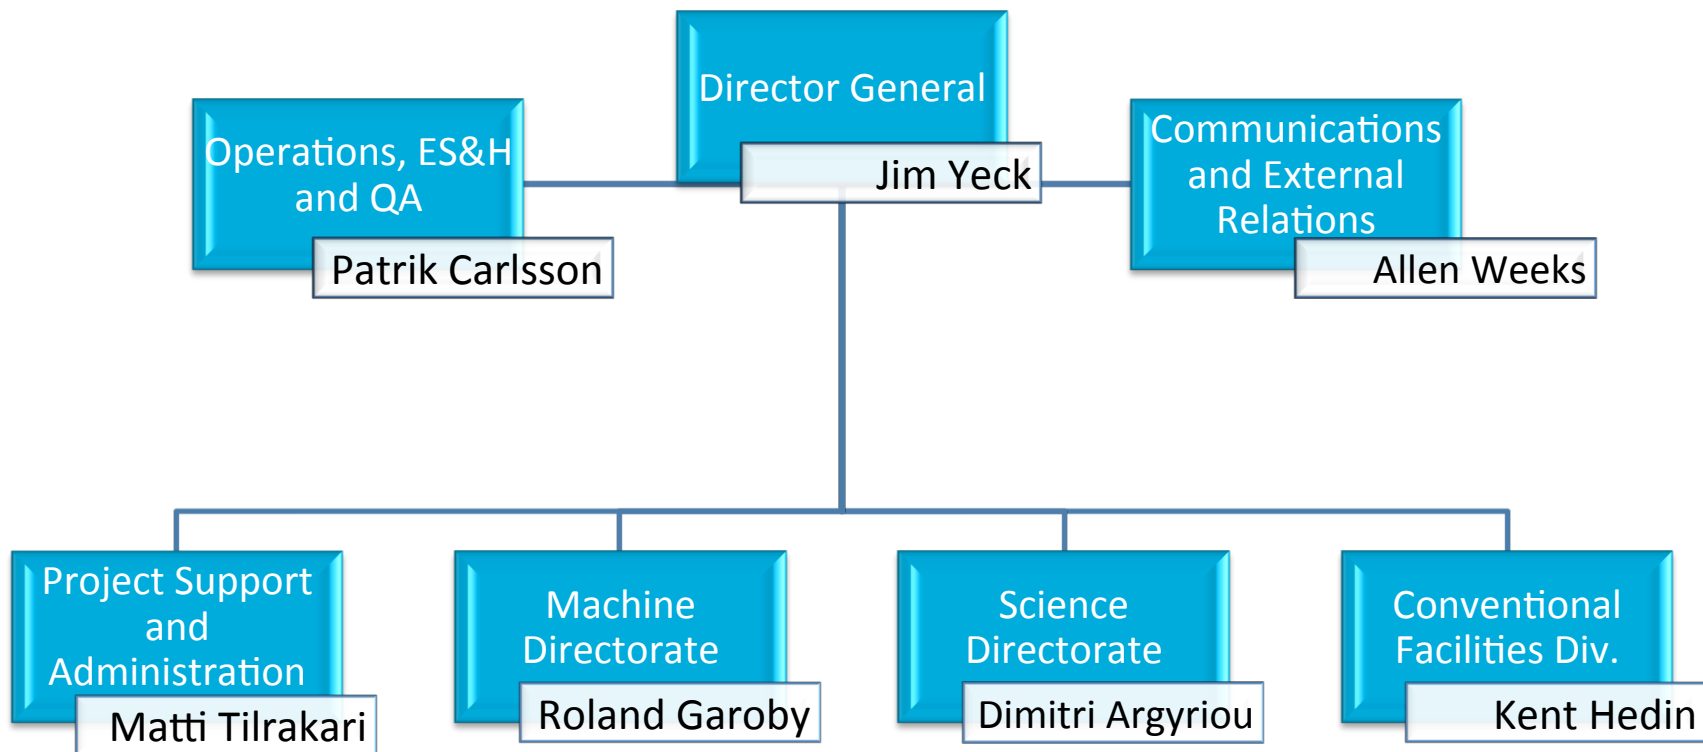 Director General
Jim Yeck
Operations, ES&H
and QA
Patrik Carlsson
Communications
and External
Relations
Allen Weeks
Project Support
and
Administration
Matti Tilrakari
Machine
Directorate
Roland Garoby
Science
Directorate
Dimitri Argyriou
Conventional
Facilities Div.
Kent Hedin